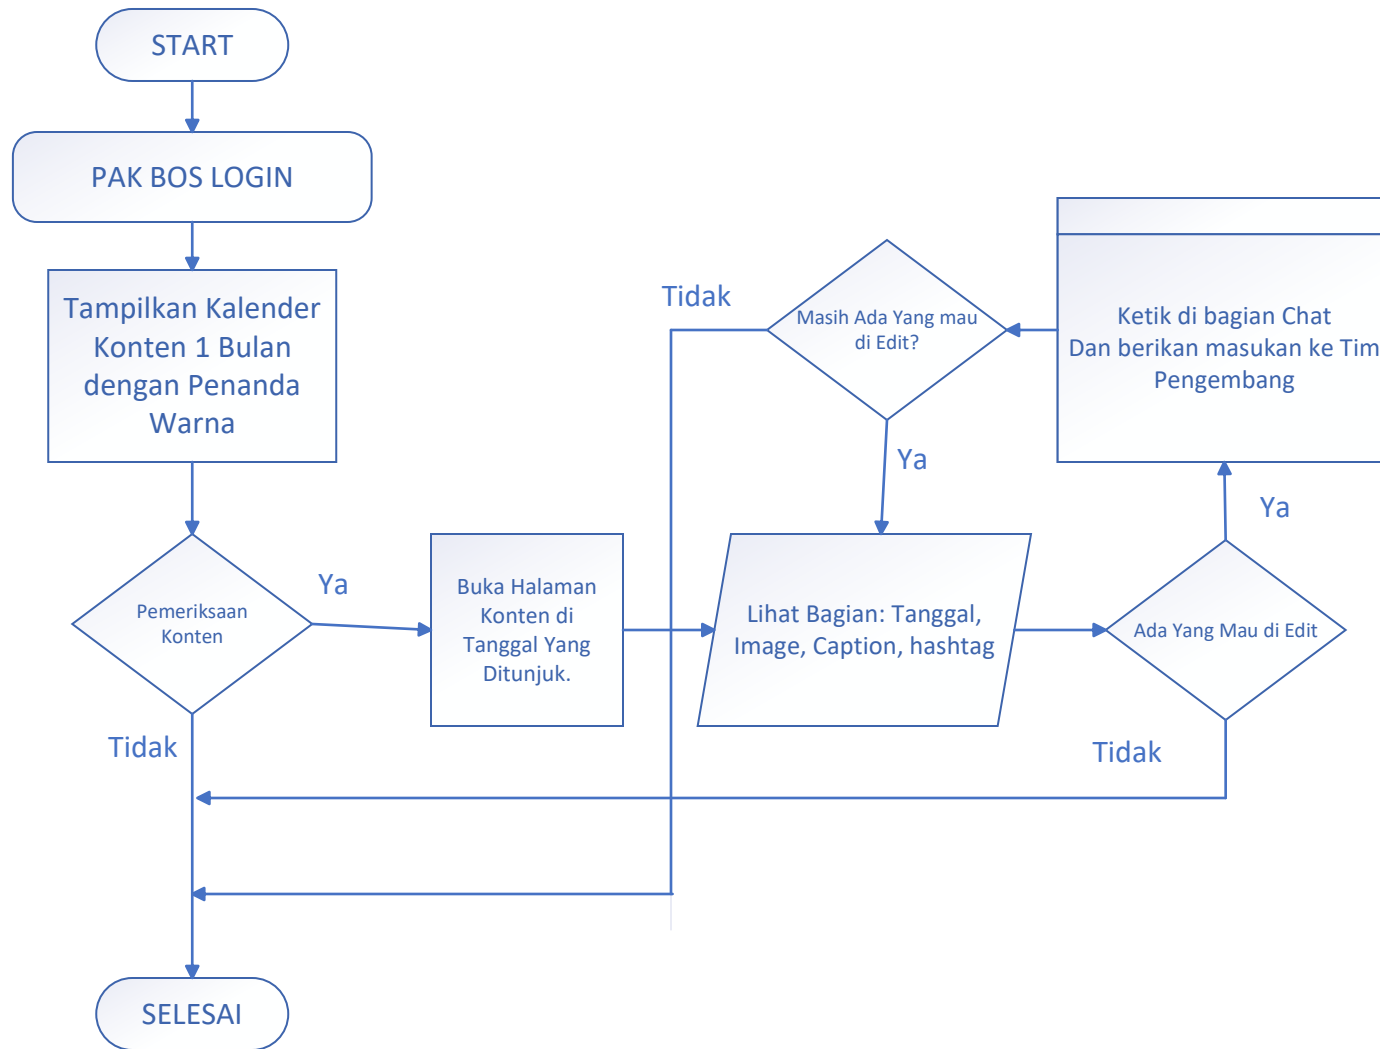 START
PAK BOS LOGIN
Tampilkan Kalender
Konten 1 Bulan
dengan Penanda
Warna
Pemeriksaan
Konten
Ya
Tidak
Buka Halaman
Konten di
Tanggal Yang
Ditunjuk.
Lihat Bagian: Tanggal,
Image, Caption, hashtag
Ada Yang Mau di Edit
Ya
Tidak
Ketik di bagian Chat
Dan berikan masukan ke Tim
Pengembang
Masih Ada Yang mau
di Edit?
Tidak
Ya
SELESAI